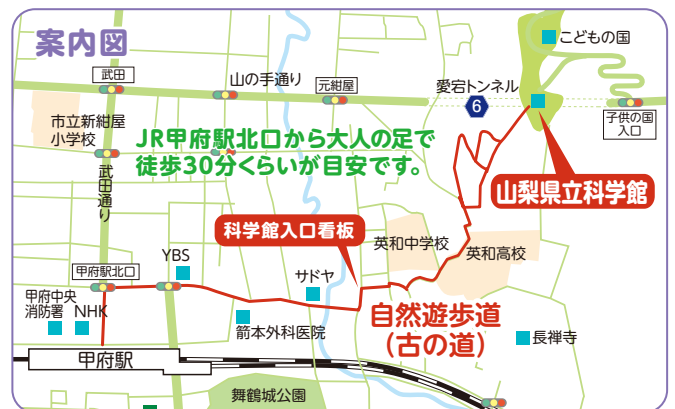 案内図
こどもの国
武田
山の手通り
元紺屋
愛宕トンネル
6
子供の国
入口
市立新紺屋
小学校
JR甲府駅北口から大人の足で
徒歩30分くらいが目安です。
武田通り
山梨県立科学館
科学館入口看板
英和中学校
英和高校
YBS
甲府駅北口
サドヤ
甲府中央
消防署
NHK
箭本外科医院
自然遊歩道
(古の道)
長禅寺
甲府駅
舞鶴城公園